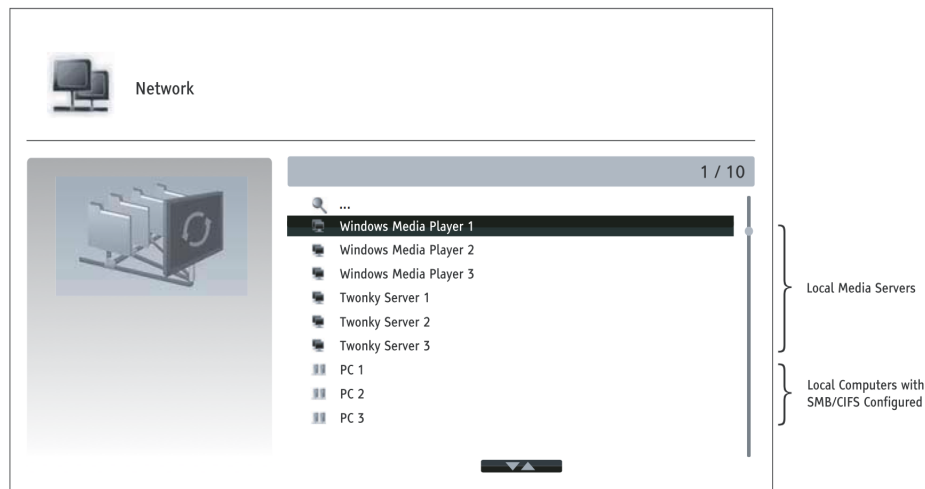 Network
1 / 10
...
Windows Media Player 1
Windows Media Player 2
Windows Media Player 3
Twonky Server 1
Twonky Server 2
Twonky Server 3
PC 1
PC 2
PC 3
Local Media Servers
Local Computers with
SMB/CIFS Configured